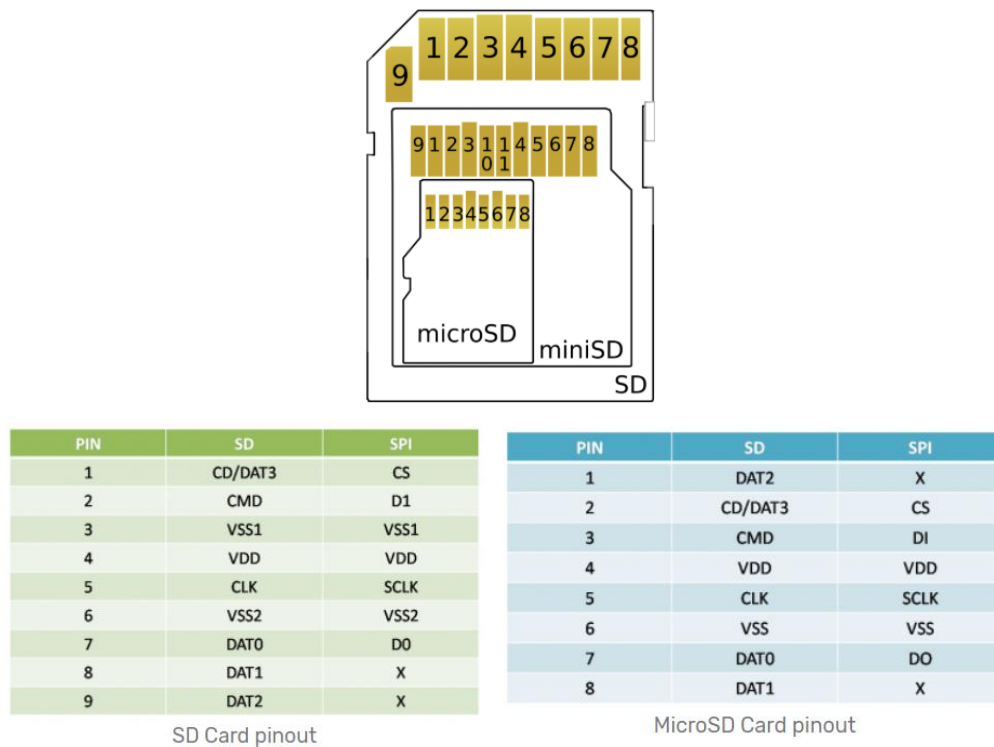 1 2 3 4 5 6 7 8
9
9 1 2 3 10 11 4 5 6 7 8
1 2 3 4 5 6 7 8
microSD
miniSD
SD
PIN SD SPI
1 CD/DAT3 CS
2 CMD D1
3 VSS1 VSS1
4 VDD VDD
5 CLK SCLK
6 VSS2 VSS2
7 DAT0 D0
8 DAT1 X
9 DAT2 X
SD Card pinout
PIN SD SPI
1 DAT2 X
2 CD/DAT3 CS
3 CMD DI
4 VDD VDD
5 CLK SCLK
6 VSS VSS
7 DAT0 DO
8 DAT1 X
MicroSD Card pinout